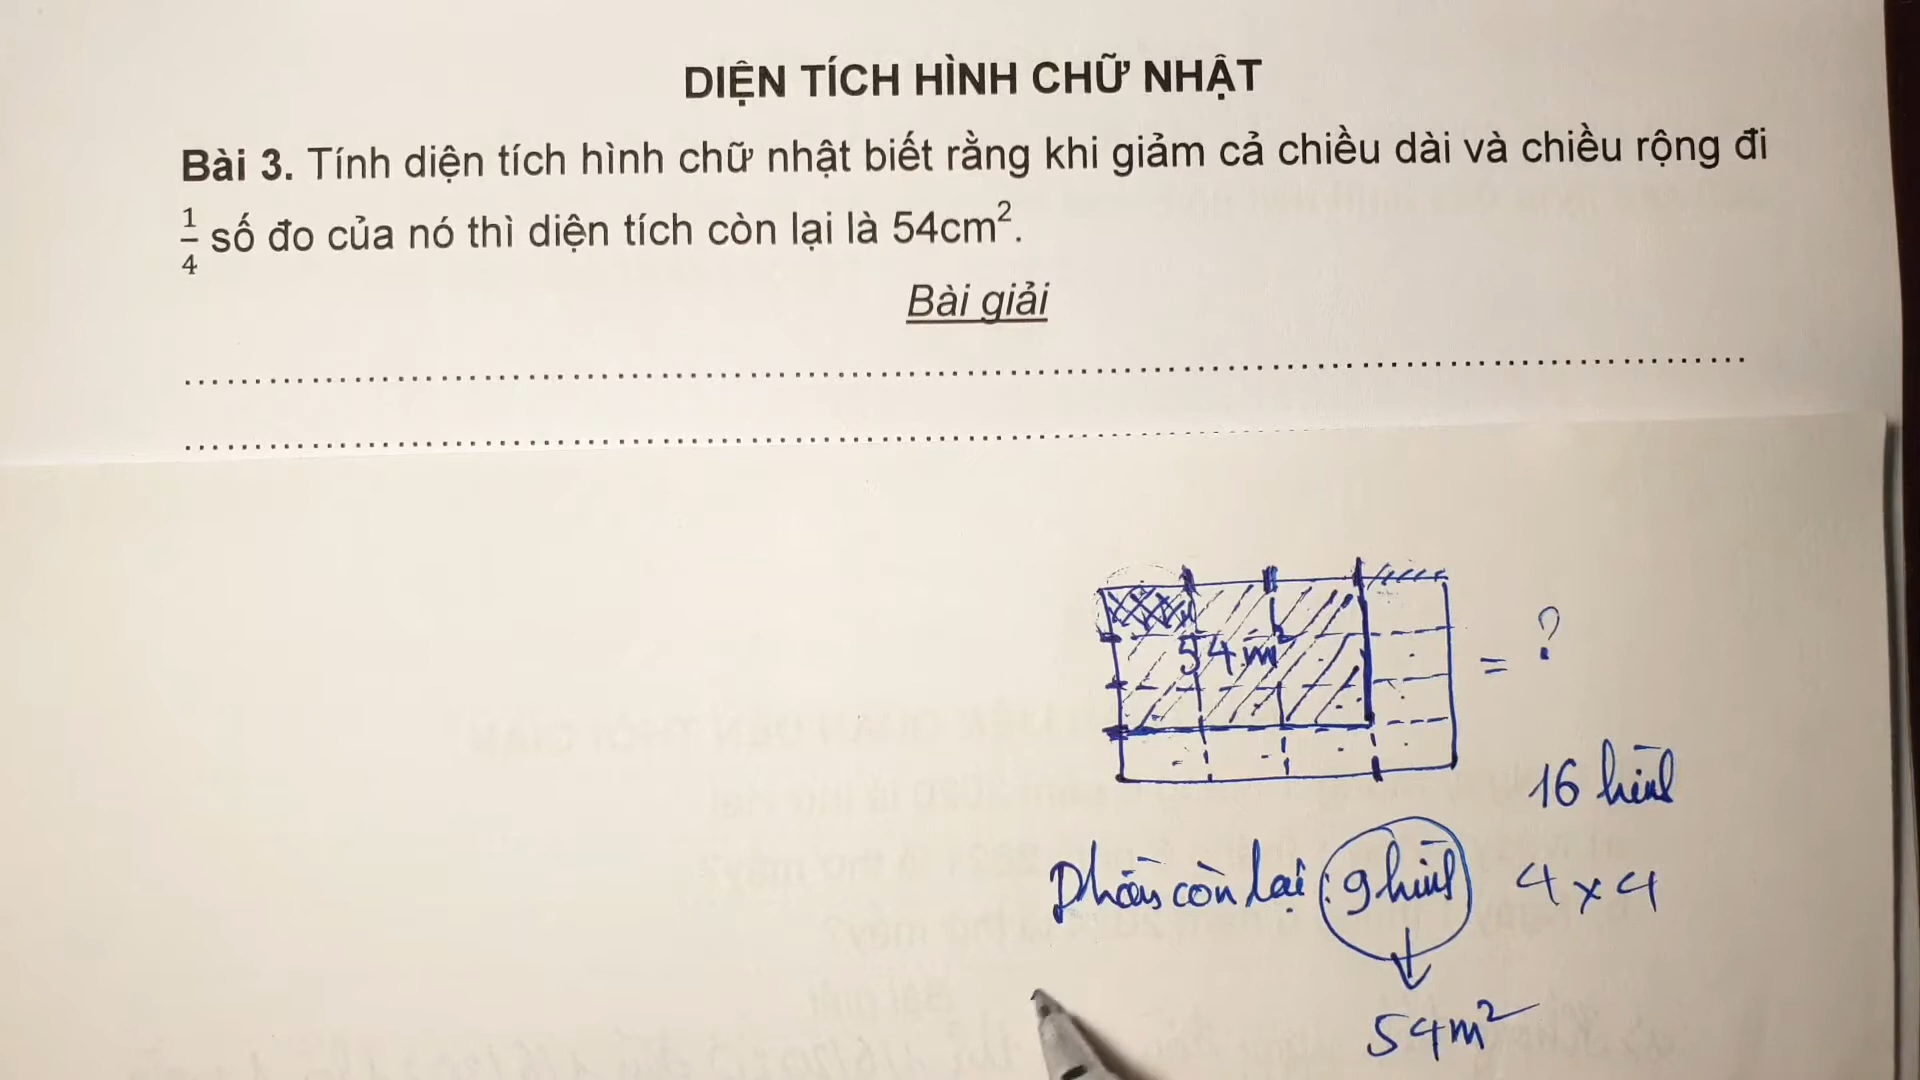 DIỆN TÍCH HÌNH CHỮ NHẬT
Bài 3. Tính diện tích hình chữ nhật biết rằng khi giảm cả chiều dài và chiều rộng đi
1/4 số đo của nó thì diện tích còn lại là 54cm².
Bài giải
54m²
= ?
16 hình
Phần còn lại : 9 hình
4 x 4
54m²